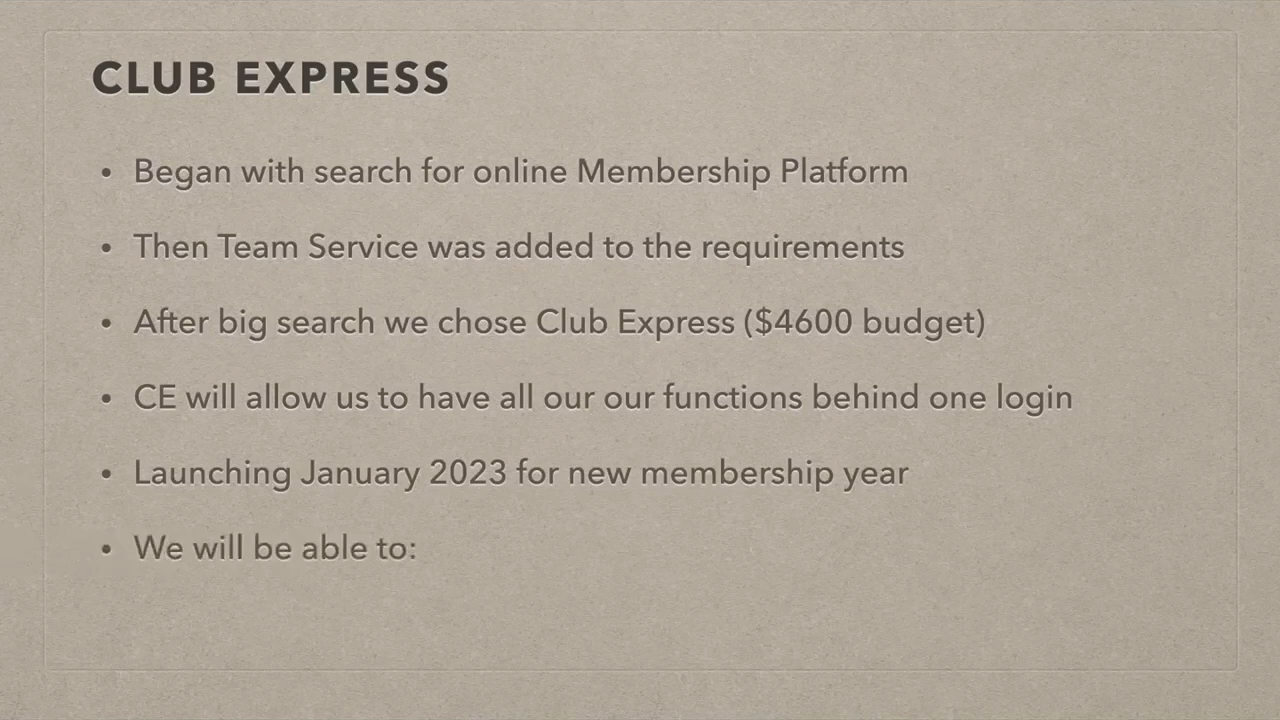 CLUB EXPRESS
• Began with search for online Membership Platform
• Then Team Service was added to the requirements
• After big search we chose Club Express ($4600 budget)
• CE will allow us to have all our our functions behind one login
• Launching January 2023 for new membership year
• We will be able to: